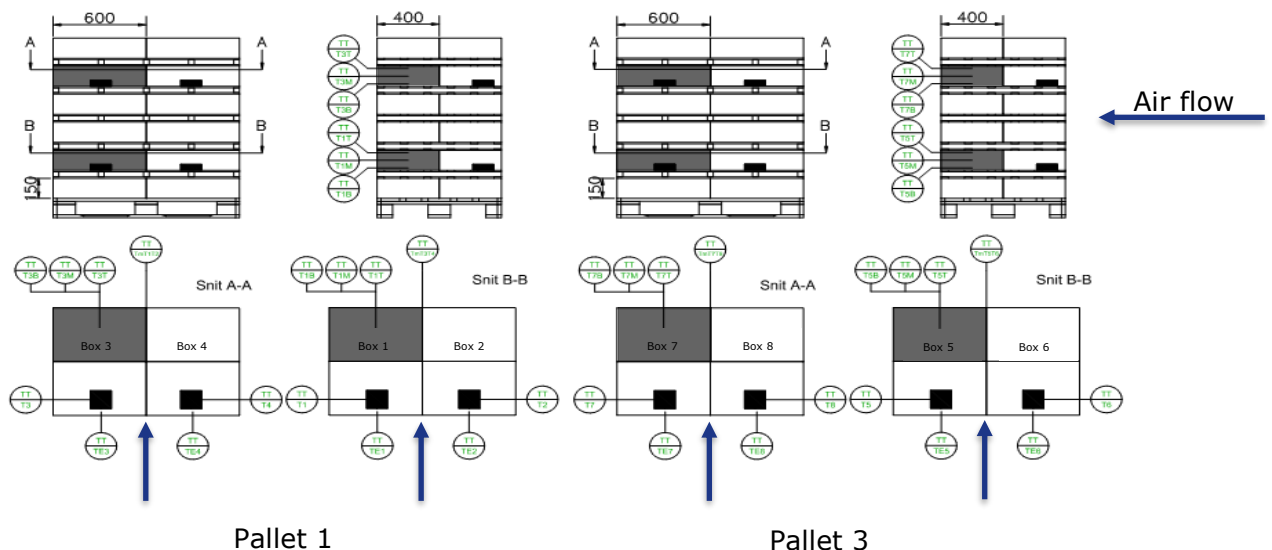 600
400
600
400
A
A
A
A
B
B
B
B
150
150
TT
T3T
TT
T3M
TT
T3B
TT
T1T
TT
T1M
TT
T1B
TT
T7T
TT
T7M
TT
T7B
TT
T5T
TT
T5M
TT
T5B
Air flow
TT
T3B
TT
T3M
TT
T3T
TT
Snit A-A
TT
T1B
TT
T1M
TT
T1T
TT
Snit B-B
TT
T7B
TT
T7M
TT
T7T
TT
Snit A-A
TT
T5B
TT
T5M
TT
T5T
TT
Snit B-B
Box 3
Box 4
Box 1
Box 2
Box 7
Box 8
Box 5
Box 6
TT
T3
TT
T4
TT
T1
TT
T2
TT
T7
TT
T8
TT
T5
TT
T6
TT
TE3
TT
TE4
TT
TE1
TT
TE2
TT
TE7
TT
TE8
TT
TE5
TT
TE6
Pallet 1
Pallet 3